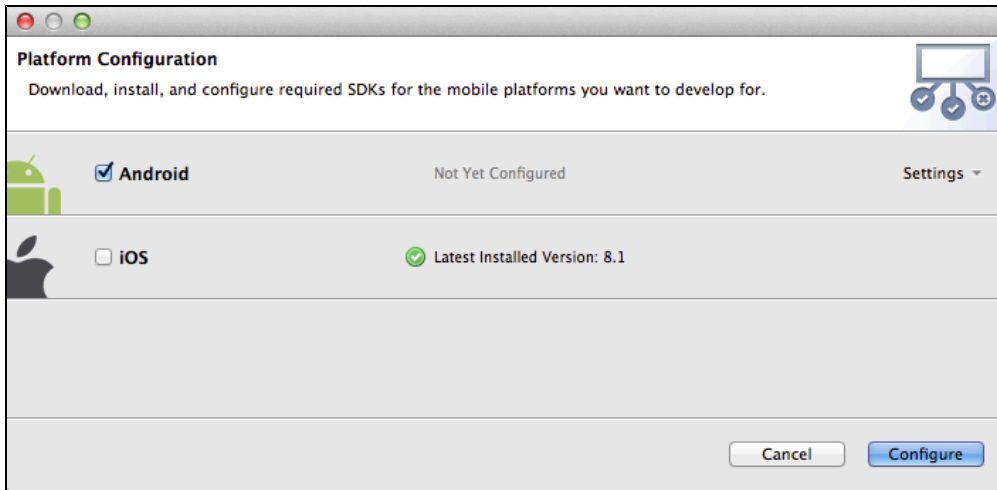 Platform Configuration
Download, install, and configure required SDKs for the mobile platforms you want to develop for.
Android
Not Yet Configured
Settings
iOS
Latest Installed Version: 8.1
Cancel
Configure